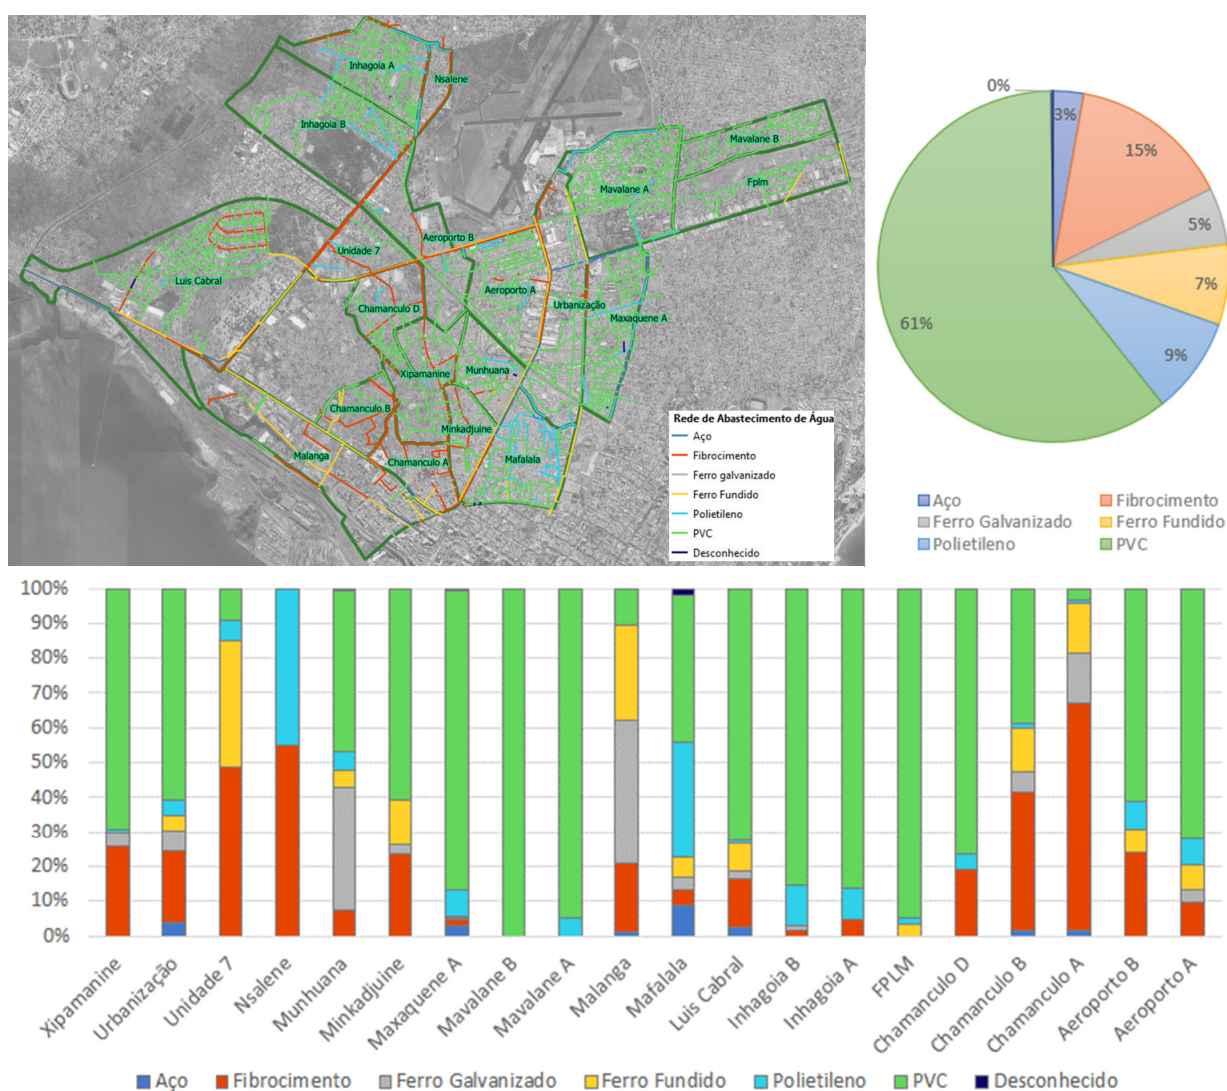 Inhagoia A
Nsalene
Inhagoia B
Mavalane B
Mavalane A
Fplm
Unidade 7
Aeroporto B
Luis Cabral
Aeroporto A
Chamanculo D
Urbanização
Maxaquene A
Xipamanine
Munhuana
Chamanculo B
Minkadjuine
Malanga
Chamanculo A
Mafalala
Rede de Abastecimento de Água
Aço
Fibrocimento
Ferro galvanizado
Ferro Fundido
Polietileno
PVC
Desconhecido
0%
3%
15%
5%
7%
9%
61%
Aço Fibrocimento
Ferro Galvanizado Ferro Fundido
Polietileno PVC
100%
90%
80%
70%
60%
50%
40%
30%
20%
10%
0%
Xipamanine
Urbanização
Unidade 7
Nsalene
Munhuana
Minkadjuine
Maxaquene A
Mavalane B
Mavalane A
Malanga
Mafalala
Luis Cabral
Inhagoia B
Inhagoia A
FPLM
Chamanculo D
Chamanculo B
Chamanculo A
Aeroporto B
Aeroporto A
Aço Fibrocimento Ferro Galvanizado Ferro Fundido Polietileno PVC Desconhecido